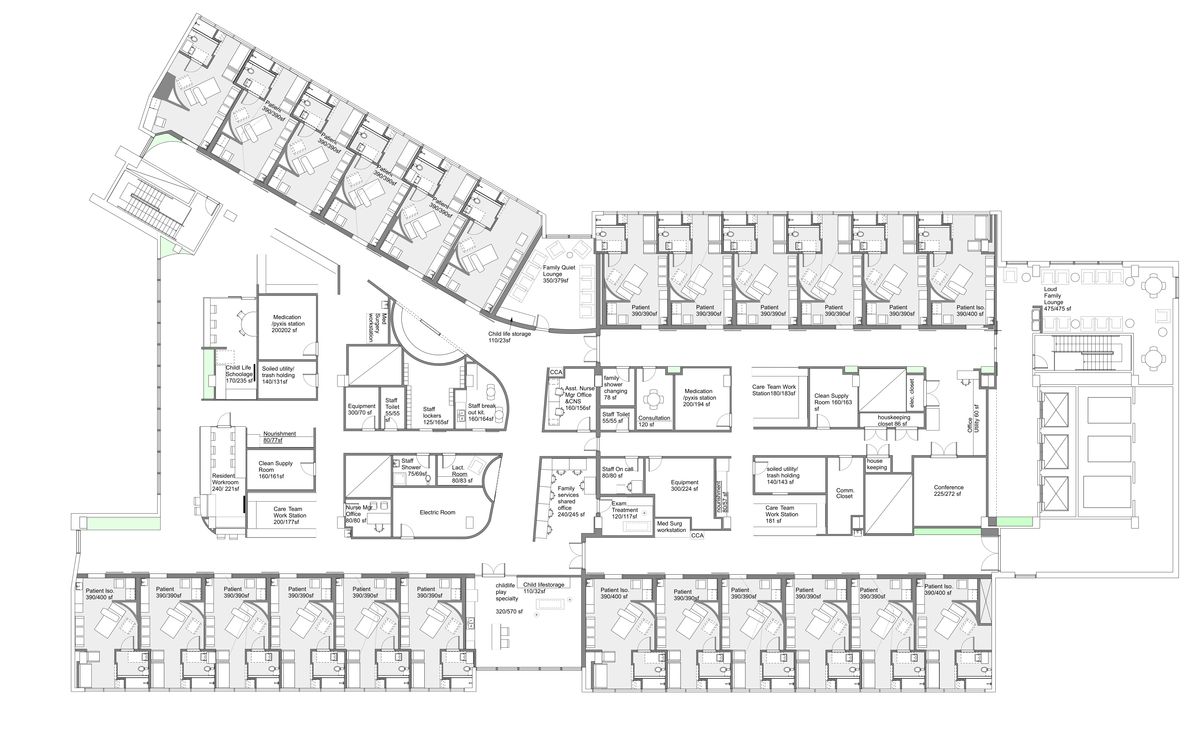 Patient
390/390sf
Patient
390/390sf
Patient
390/390sf
Patient
390/390sf
Family Quiet
Lounge
350/379sf
Child life storage
110/23sf
Patient
390/390sf
Patient
390/390sf
Patient
390/390sf
Patient
390/390sf
Patient
390/390sf
Patient Iso.
390/400 sf
Loud
Family
Lounge
475/475 sf
Medication
/pyxis station
200/202 sf
Child Life
Schoolage
170/235 sf
Soiled utility/
trash holding
140/131sf
Med
Surgery
workstation
Equipment
300/70 sf
Staff
Toilet
55/55
sf
Staff
lockers
125/165sf
Staff break
out kit.
160/164sf
CCA
Asst. Nurse
Mgr Office
&CNS
160/156sf
family
shower
changing
78 sf
Staff Toilet
55/55 sf
Consultation
120 sf
Medication
/pyxis station
200/194 sf
Care Team Work
Station180/183sf
Clean Supply
Room 160/163
sf
elec. closet
houskeeping
closet 86 sf
Office
Utility 60 sf
Nourishment
80/77sf
Clean Supply
Room
160/161sf
Resident
Workroom
240/ 221sf
Care Team
Work Station
200/177sf
Staff
Shower
75/69sf
Lact.
Room
80/83 sf
Nurse Mgr
Office
80/80 sf
Electric Room
Family
services
shared
office
240/245 sf
Staff On call
80/80 sf
Exam
Treatment
120/117sf
Equipment
300/224 sf
nourishment
80/57 sf
Med Surg
workstation
CCA
soiled utility/
trash holding
140/143 sf
Care Team
Work Station
181 sf
Comm.
Closet
house
keeping
Conference
225/272 sf
Patient Iso.
390/400 sf
Patient
390/390sf
Patient
390/390sf
Patient
390/390sf
Patient
390/390sf
Patient
390/390sf
childlife
play
specialty
320/570 sf
Child lifestorage
110/32sf
Patient Iso.
390/400 sf
Patient
390/390sf
Patient
390/390sf
Patient
390/390sf
Patient
390/390sf
Patient Iso.
390/400 sf